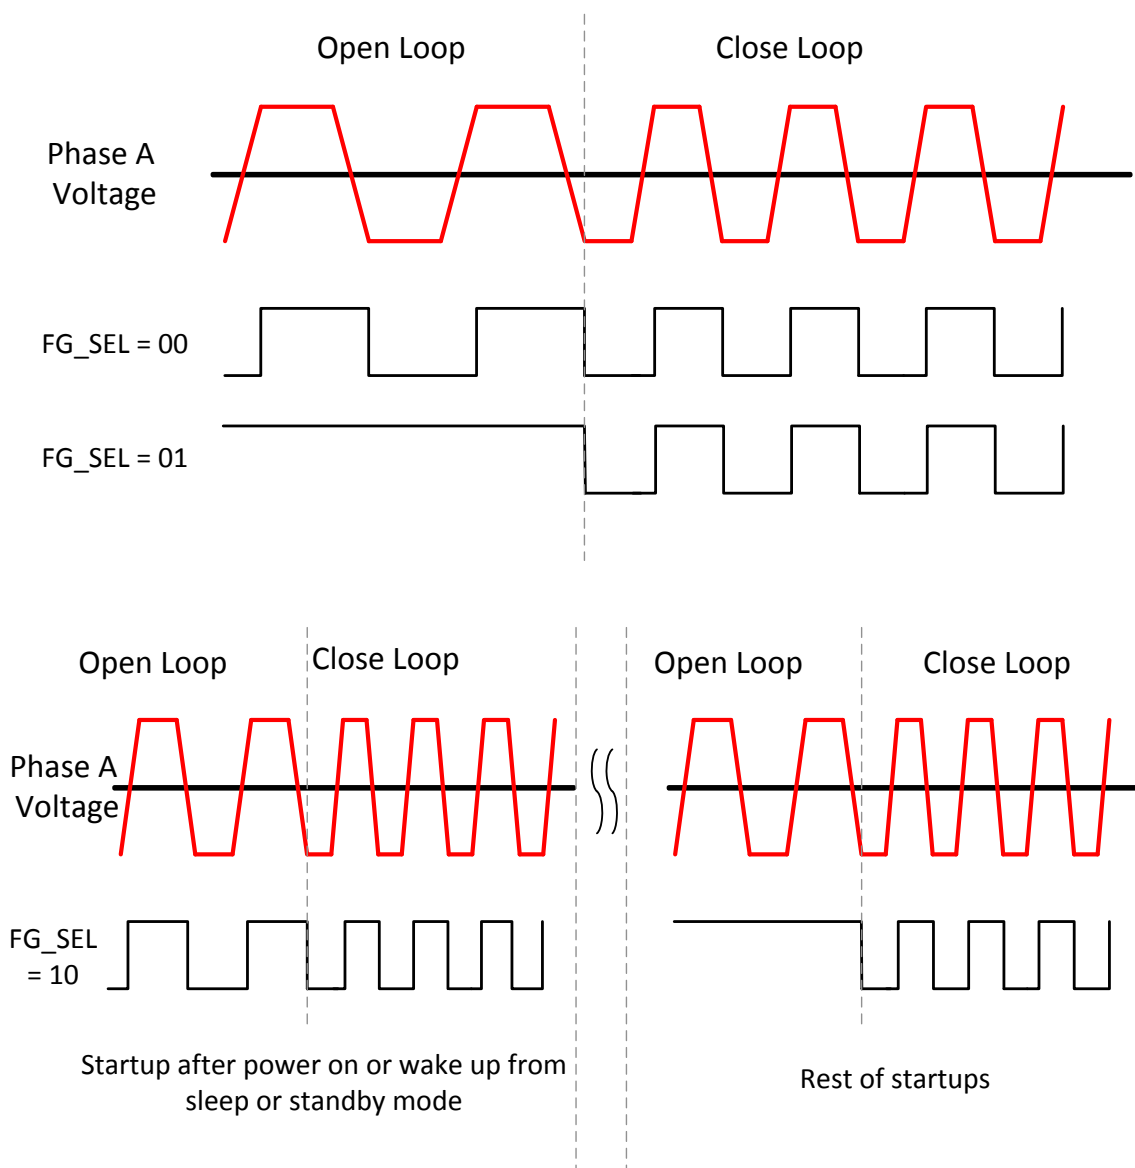 Open Loop
Close Loop
Phase A
Voltage
FG_SEL = 00
FG_SEL = 01
Open Loop
Close Loop
Open Loop
Close Loop
Phase A
Voltage
FG_SEL
= 10
Startup after power on or wake up from
sleep or standby mode
Rest of startups